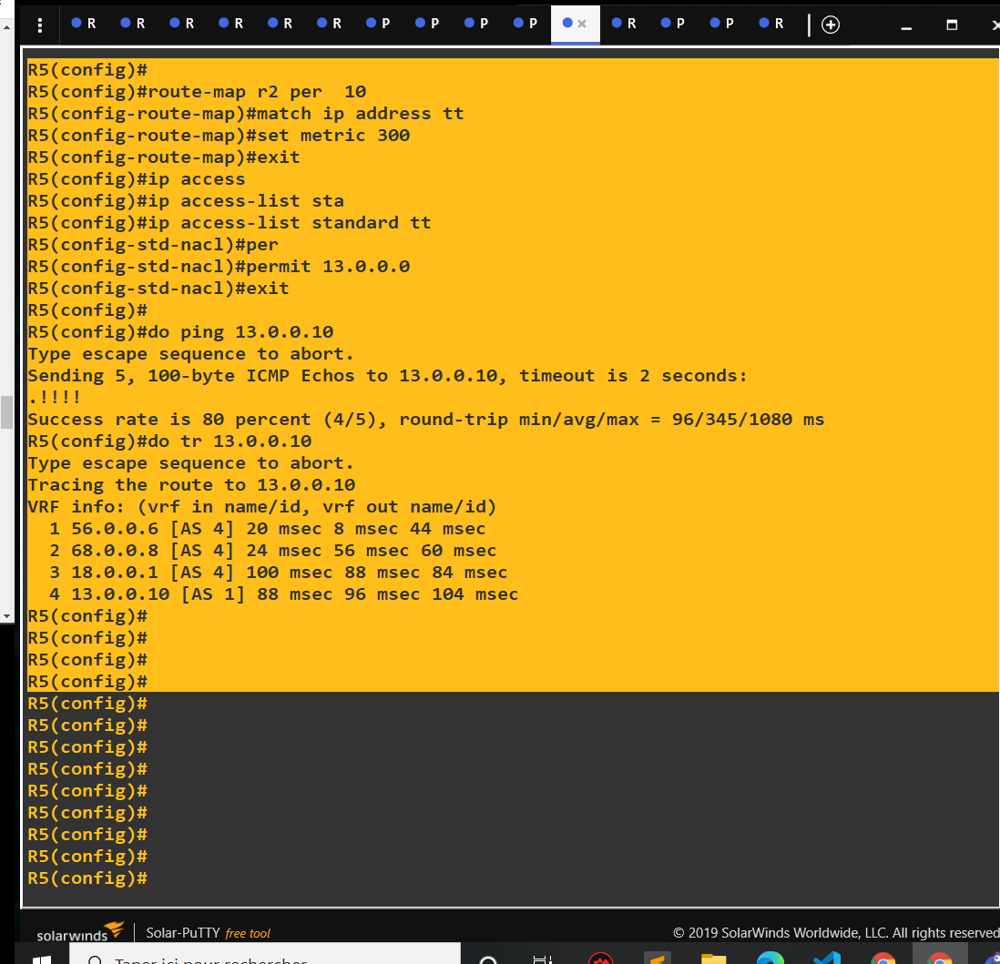 R R R R R R P P P P × R P P R
R5(config)#
R5(config)#route-map r2 per  10
R5(config-route-map)#match ip address tt
R5(config-route-map)#set metric 300
R5(config-route-map)#exit
R5(config)#ip access
R5(config)#ip access-list sta
R5(config)#ip access-list standard tt
R5(config-std-nacl)#per
R5(config-std-nacl)#permit 13.0.0.0
R5(config-std-nacl)#exit
R5(config)#
R5(config)#do ping 13.0.0.10
Type escape sequence to abort.
Sending 5, 100-byte ICMP Echos to 13.0.0.10, timeout is 2 seconds:
.!!!!
Success rate is 80 percent (4/5), round-trip min/avg/max = 96/345/1080 ms
R5(config)#do tr 13.0.0.10
Type escape sequence to abort.
Tracing the route to 13.0.0.10
VRF info: (vrf in name/id, vrf out name/id)
  1 56.0.0.6 [AS 4] 20 msec 8 msec 44 msec
  2 68.0.0.8 [AS 4] 24 msec 56 msec 60 msec
  3 18.0.0.1 [AS 4] 100 msec 88 msec 84 msec
  4 13.0.0.10 [AS 1] 88 msec 96 msec 104 msec
R5(config)#
R5(config)#
R5(config)#
R5(config)#
R5(config)#
R5(config)#
R5(config)#
R5(config)#
R5(config)#
R5(config)#
R5(config)#
R5(config)#
R5(config)#
solarwinds Solar-PuTTY free tool © 2019 SolarWinds Worldwide, LLC. All rights reserved
Taper ici pour rechercher